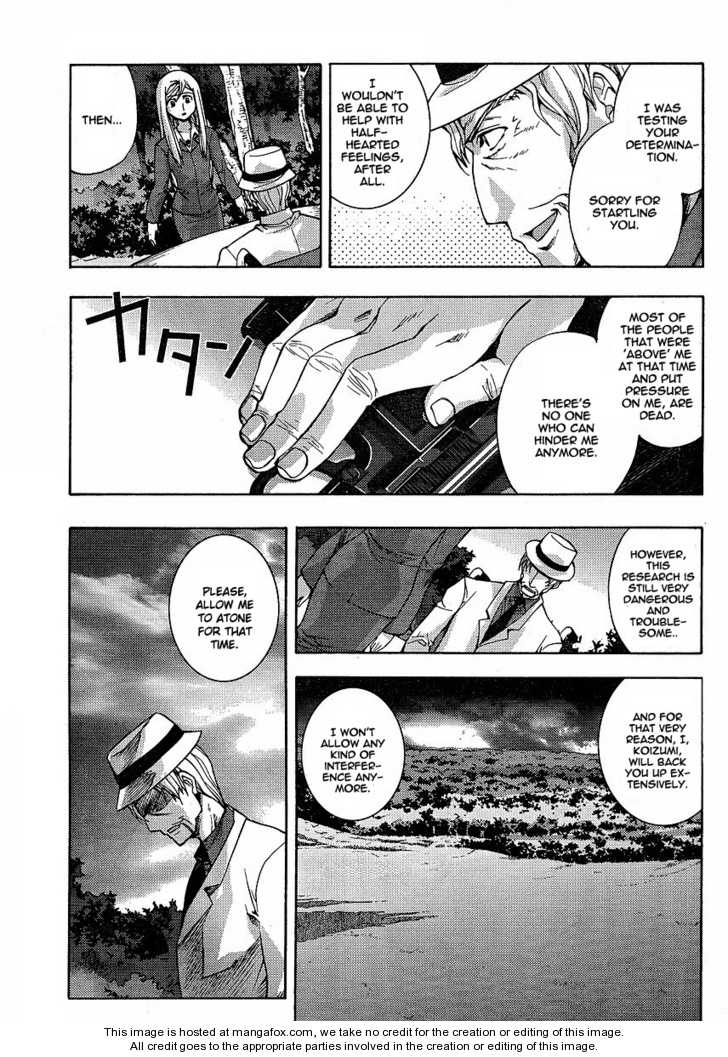 I WAS
TESTING
YOUR
DETERMINA-
TION.
SORRY FOR
STARTLING
YOU.
I
WOULDN'T
BE ABLE TO
HELP WITH
HALF-
HEARTED
FEELINGS,
AFTER
ALL.
THEN...
MOST OF
THE PEOPLE
THAT WERE
'ABOVE' ME
AT THAT TIME
AND PUT
PRESSURE
ON ME, ARE
DEAD.
THERE'S
NO ONE
WHO CAN
HINDER ME
ANYMORE.
カタン
HOWEVER,
THIS
RESEARCH IS
STILL VERY
DANGEROUS
AND
TROUBLE-
SOME..
AND FOR
THAT VERY
REASON, I,
KOIZUMI,
WILL BACK
YOU UP EX-
TENSIVELY.
I WON'T
ALLOW ANY
KIND OF
INTERFER-
ENCE ANY-
MORE.
PLEASE,
ALLOW ME
TO ATONE
FOR THAT
TIME.
This image is hosted at mangafox.com, we take no credit for the creation or editing of this image.
All credit goes to the appropriate parties involved in the creation or editing of this image.